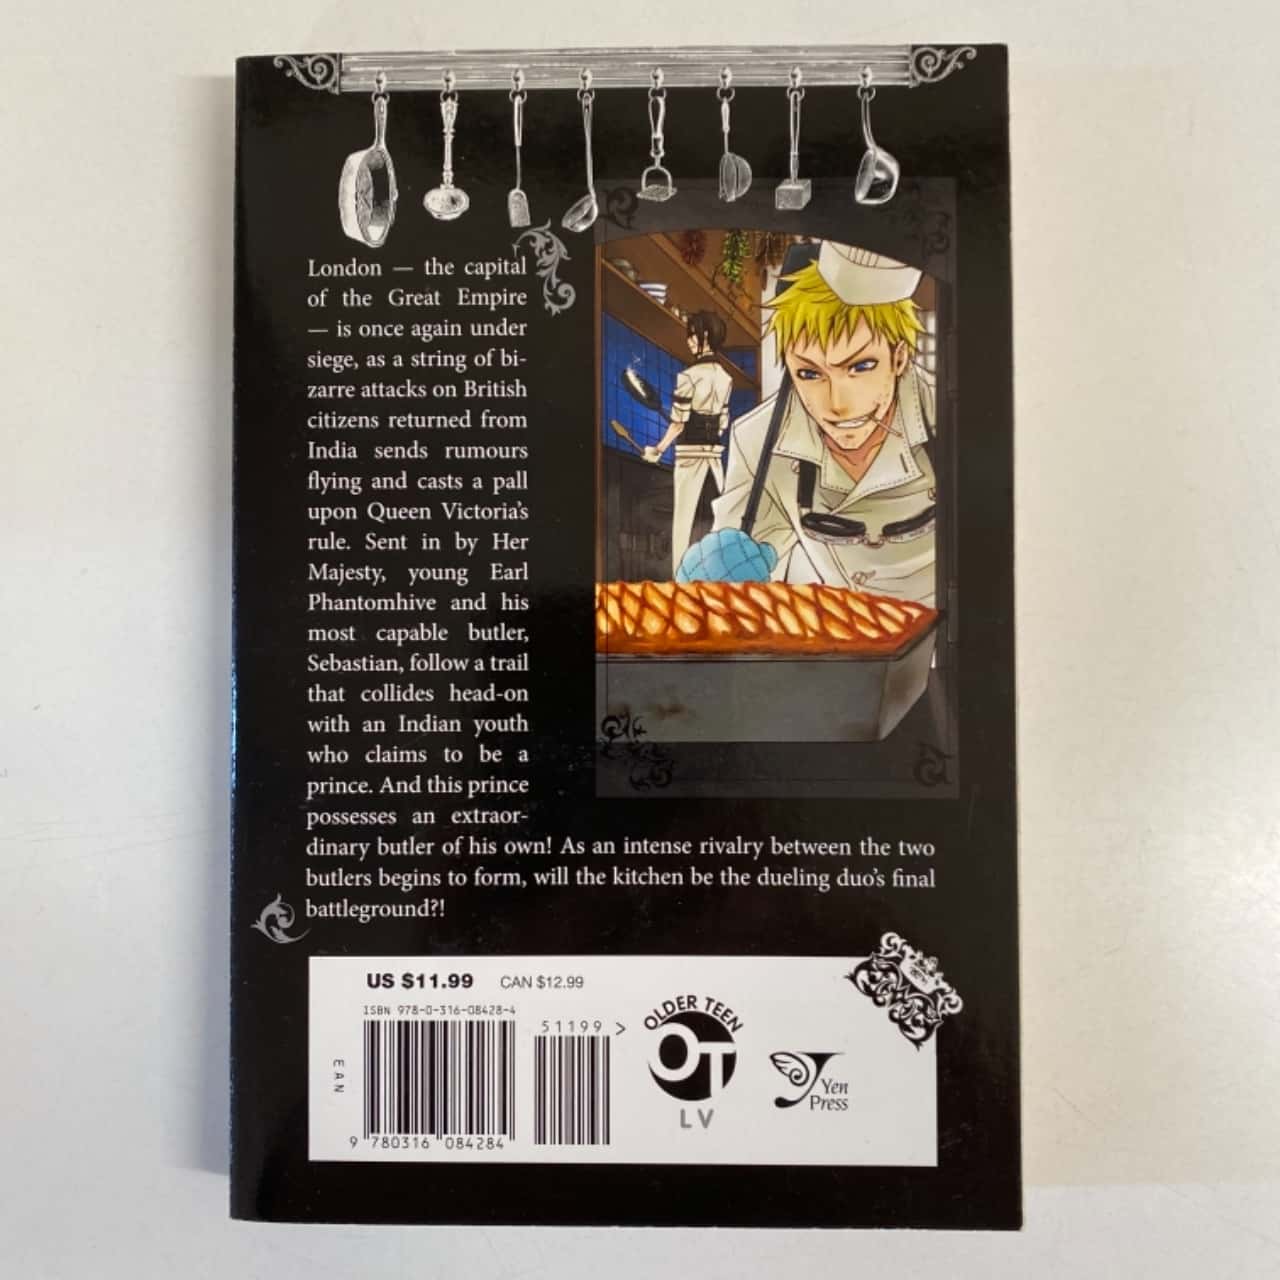 London — the capital
of the Great Empire
— is once again under
siege, as a string of bi-
zarre attacks on British
citizens returned from
India sends rumours
flying and casts a pall
upon Queen Victoria's
rule. Sent in by Her
Majesty, young Earl
Phantomhive and his
most capable butler,
Sebastian, follow a trail
that collides head-on
with an Indian youth
who claims to be a
prince. And this prince
possesses an extraor-
dinary butler of his own! As an intense rivalry between the two
butlers begins to form, will the kitchen be the dueling duo's final
battleground?!
US $11.99 CAN $12.99
ISBN 978-0-316-08428-4
51199 >
EAN
9 780316 084284
OLDER TEEN
OT
LV
Yen
Press